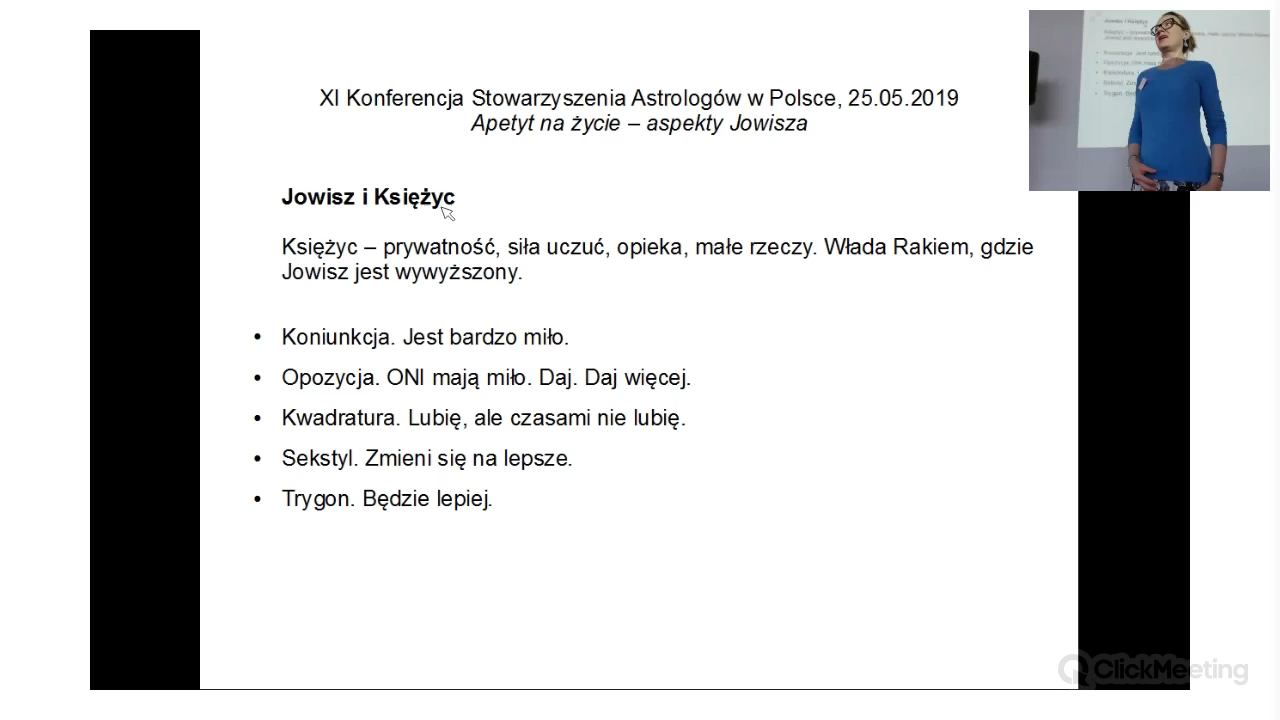 XI Konferencja Stowarzyszenia Astrologów w Polsce, 25.05.2019
Apetyt na życie – aspekty Jowisza
Jowisz i Księżyc
Księżyc – prywatność, siła uczuć, opieka, małe rzeczy. Włada Rakiem, gdzie
Jowisz jest wywyższony.
• Koniunkcja. Jest bardzo miło.
• Opozycja. ONI mają miło. Daj. Daj więcej.
• Kwadratura. Lubię, ale czasami nie lubię.
• Sekstyl. Zmieni się na lepsze.
• Trygon. Będzie lepiej.
ClickMeeting